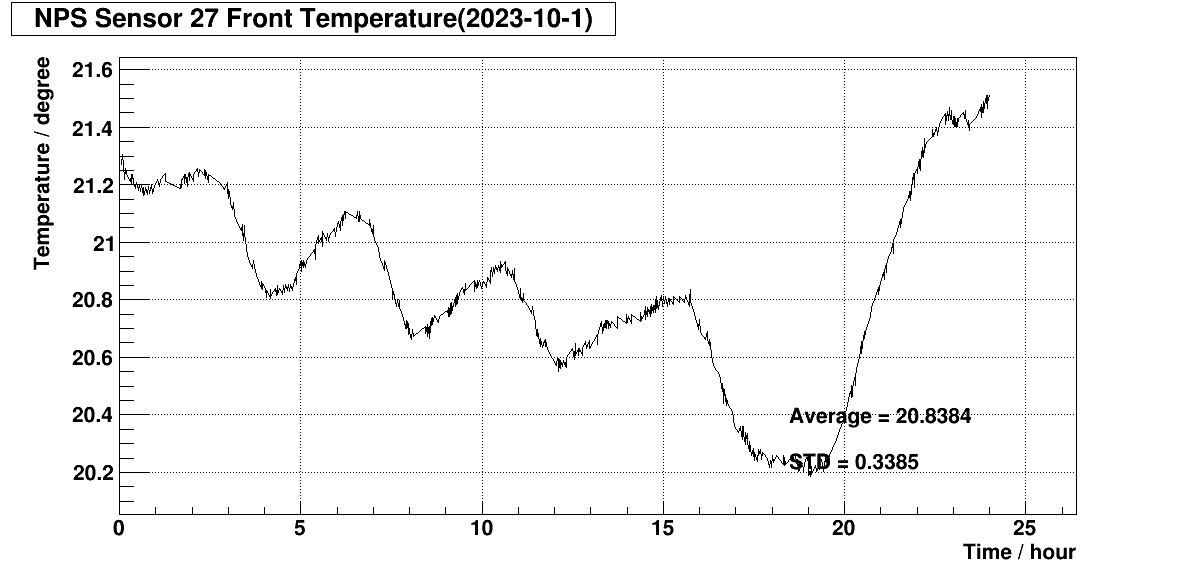 NPS Sensor 27 Front Temperature(2023-10-1)
Temperature / degree
21.6
21.4
21.2
21
20.8
20.6
20.4
20.2
Average = 20.8384
STD = 0.3385
0 5 10 15 20 25
Time / hour